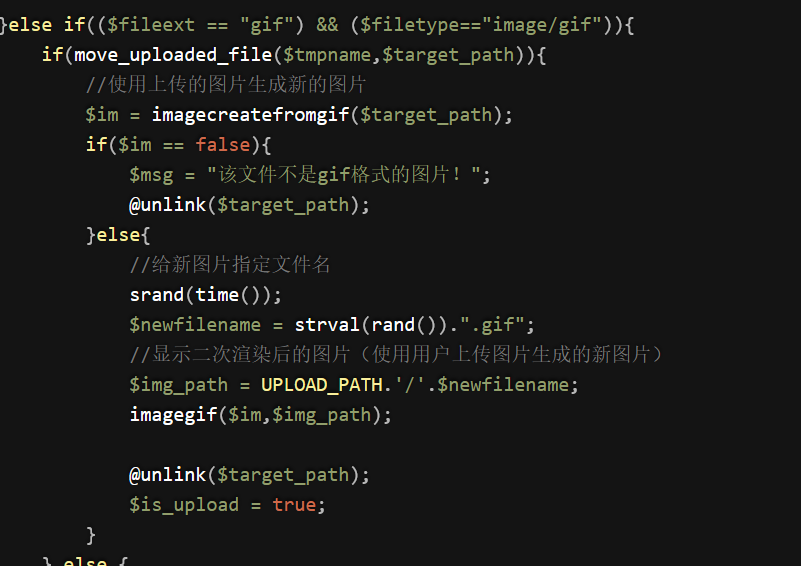 }else if(($fileext == "gif") && ($filetype=="image/gif")){
if(move_uploaded_file($tmpname,$target_path)){
//使用上传的图片生成新的图片
$im = imagecreatefromgif($target_path);
if($im == false){
$msg = "该文件不是gif格式的图片！";
@unlink($target_path);
}else{
//给新图片指定文件名
srand(time());
$newfilename = strval(rand()).".gif";
//显示二次渲染后的图片（使用用户上传图片生成的新图片）
$img_path = UPLOAD_PATH.'/'.$newfilename;
imagegif($im,$img_path);
@unlink($target_path);
$is_upload = true;
}
} else {